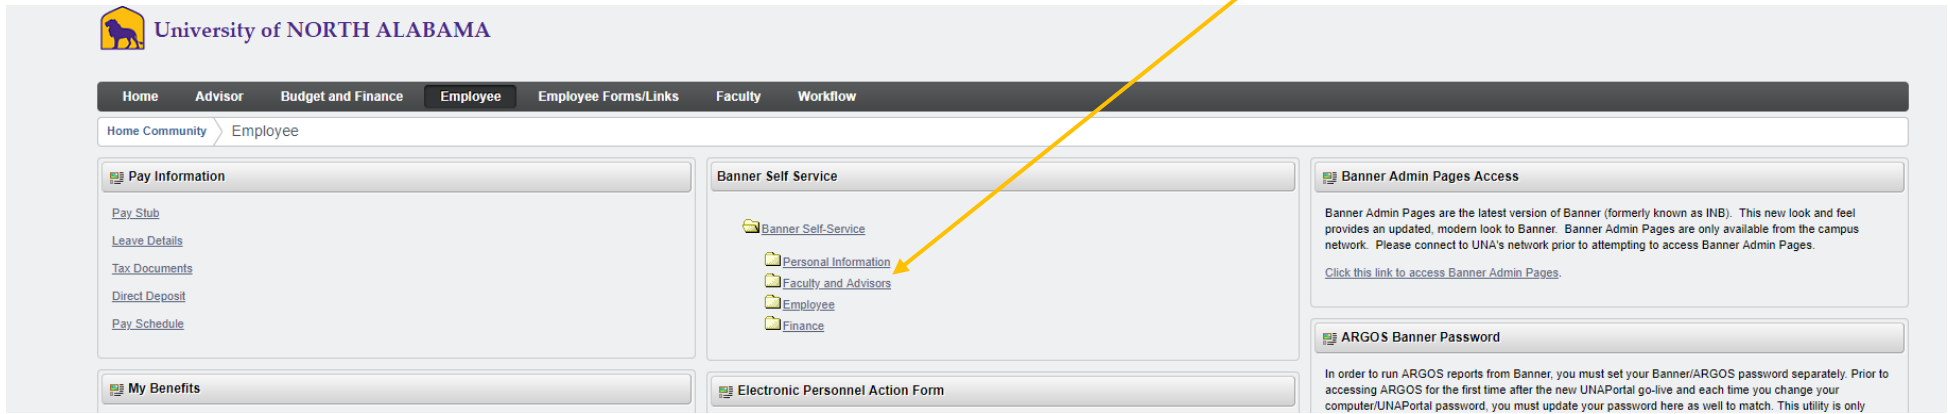 University of NORTH ALABAMA
Home Advisor Budget and Finance Employee Employee Forms/Links Faculty Workflow
Home Community Employee
Pay Information
Pay Stub
Leave Details
Tax Documents
Direct Deposit
Pay Schedule
My Benefits
Banner Self Service
Banner Self-Service
Personal Information
Faculty and Advisors
Employee
Finance
Electronic Personnel Action Form
Banner Admin Pages Access
Banner Admin Pages are the latest version of Banner (formerly known as INB). This new look and feel
provides an updated, modern look to Banner. Banner Admin Pages are only available from the campus
network. Please connect to UNA's network prior to attempting to access Banner Admin Pages.
Click this link to access Banner Admin Pages.
ARGOS Banner Password
In order to run ARGOS reports from Banner, you must set your Banner/ARGOS password separately. Prior to
accessing ARGOS for the first time after the new UNAPortal go-live and each time you change your
computer/UNAPortal password, you must update your password here as well to match. This utility is only